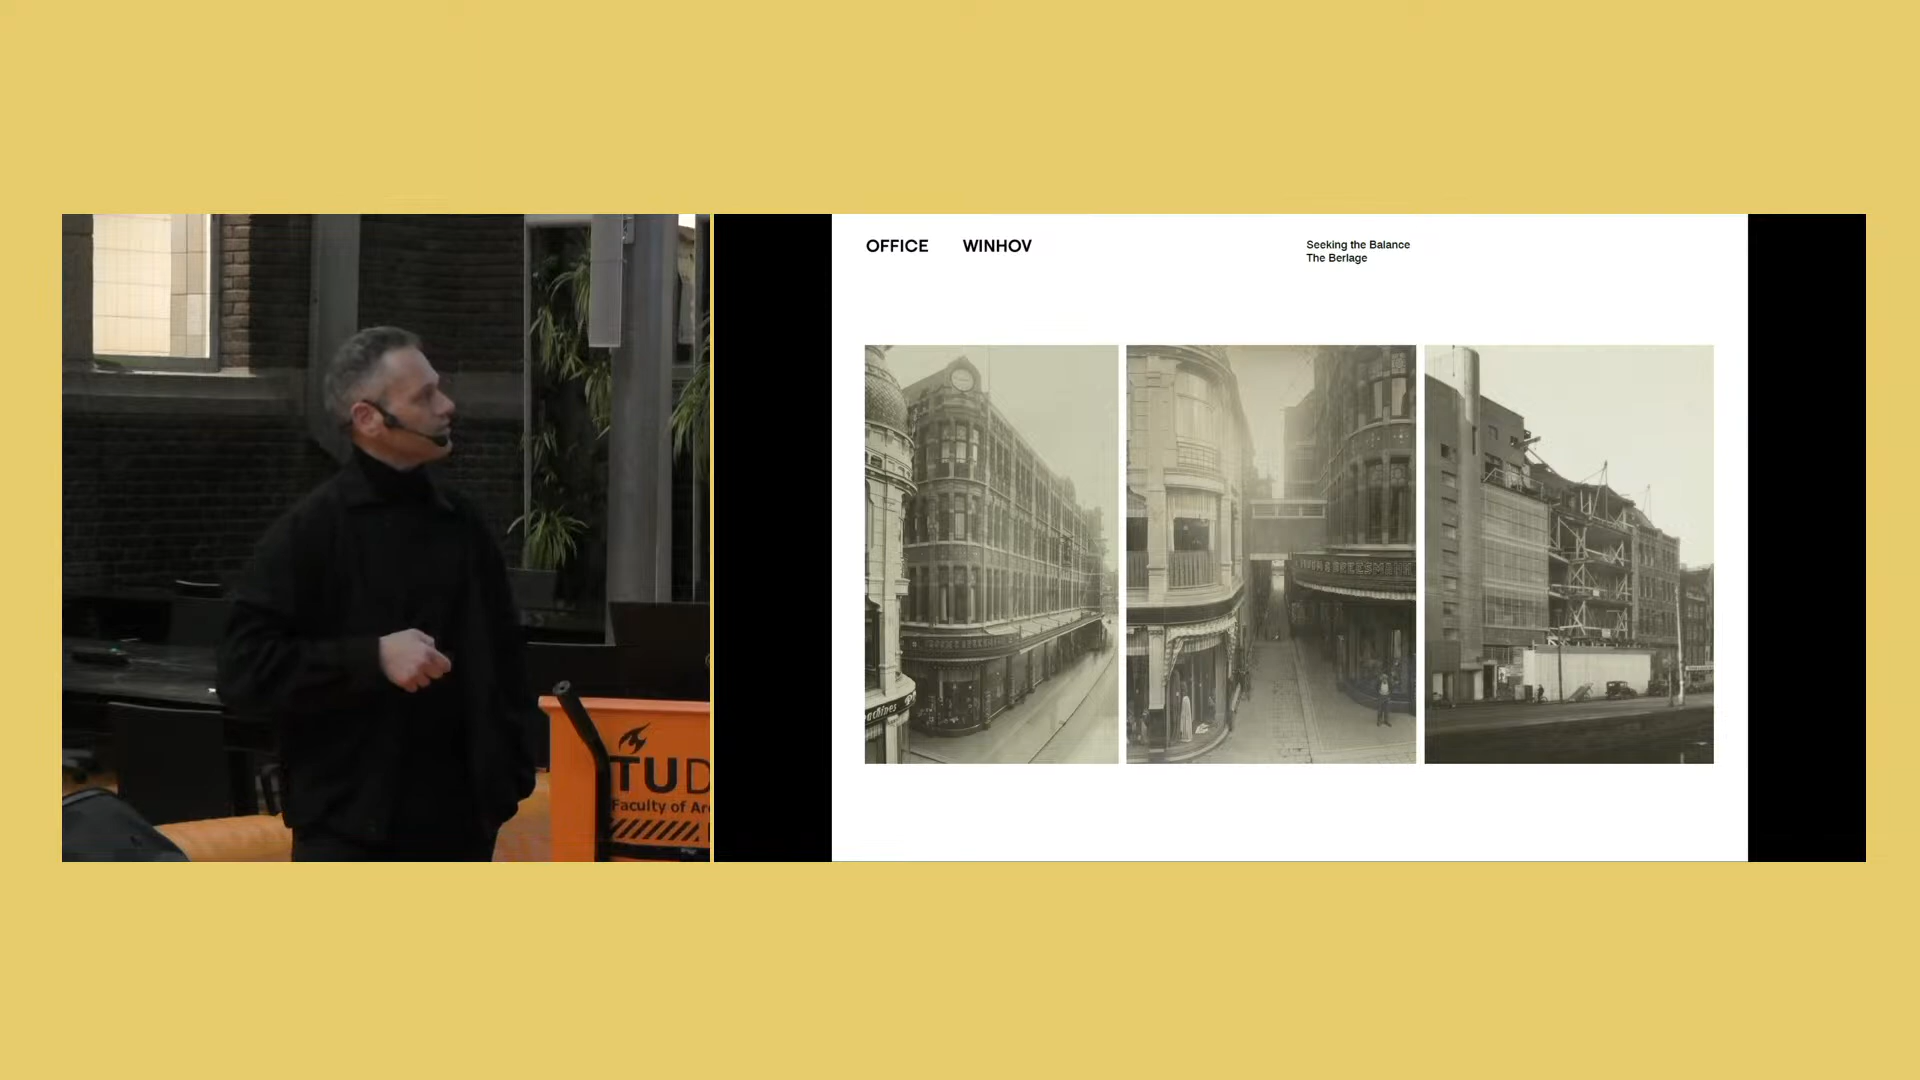 OFFICE WINHOV
Seeking the Balance
The Berlage
TUD
Faculty of Ar